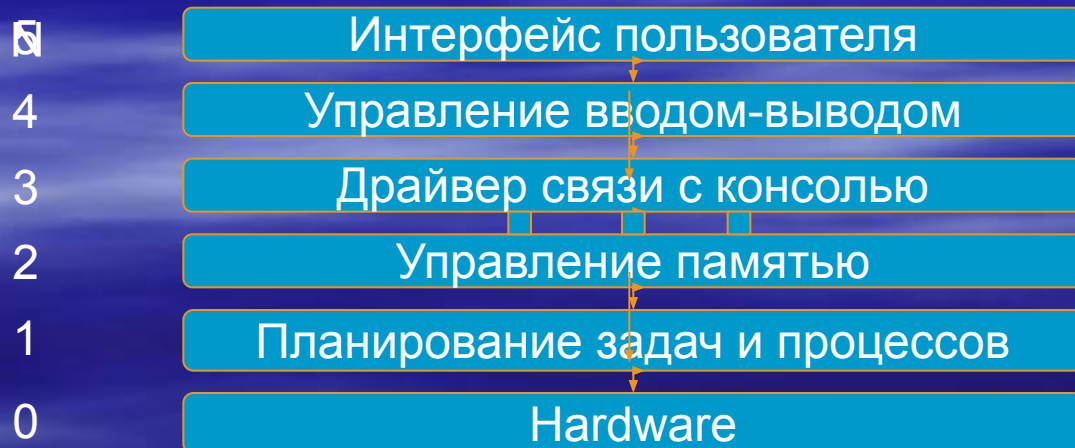 Интерфейс пользователя
4 Управление вводом-выводом
3 Драйвер связи с консолью
2 Управление памятью
1 Планирование задач и процессов
0 Hardware